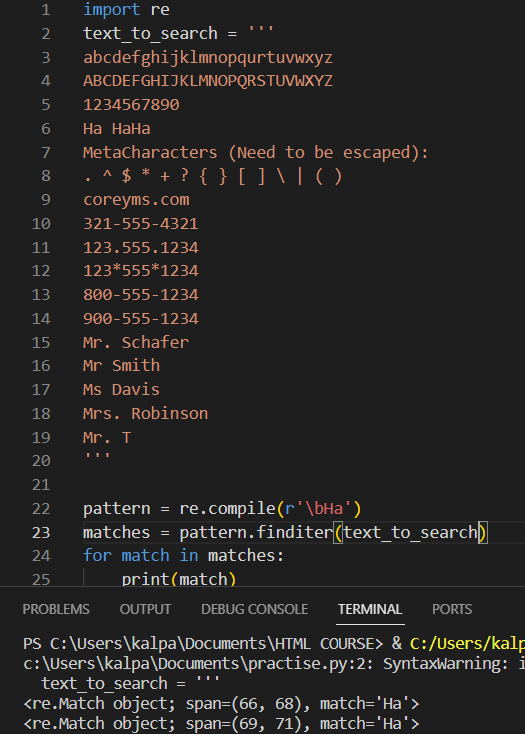 1 import re
2 text_to_search = '''
3 abcdefghijklmnopqurtuvwxyz
4 ABCDEFGHIJKLMNOPQRSTUVWXYZ
5 1234567890
6 Ha HaHa
7 MetaCharacters (Need to be escaped):
8 . ^ $ * + ? { } [ ] \ | ( )
9 coreyms.com
10 321-555-4321
11 123.555.1234
12 123*555*1234
13 800-555-1234
14 900-555-1234
15 Mr. Schafer
16 Mr Smith
17 Ms Davis
18 Mrs. Robinson
19 Mr. T
20 '''
21
22 pattern = re.compile(r'\bHa')
23 matches = pattern.finditer(text_to_search)
24 for match in matches:
25     print(match)
PROBLEMS OUTPUT DEBUG CONSOLE TERMINAL PORTS
PS C:\Users\kalpa\Documents\HTML COURSE> & C:/Users/kalp
c:\Users\kalpa\Documents\practise.py:2: SyntaxWarning: i
  text_to_search = '''
<re.Match object; span=(66, 68), match='Ha'>
<re.Match object; span=(69, 71), match='Ha'>